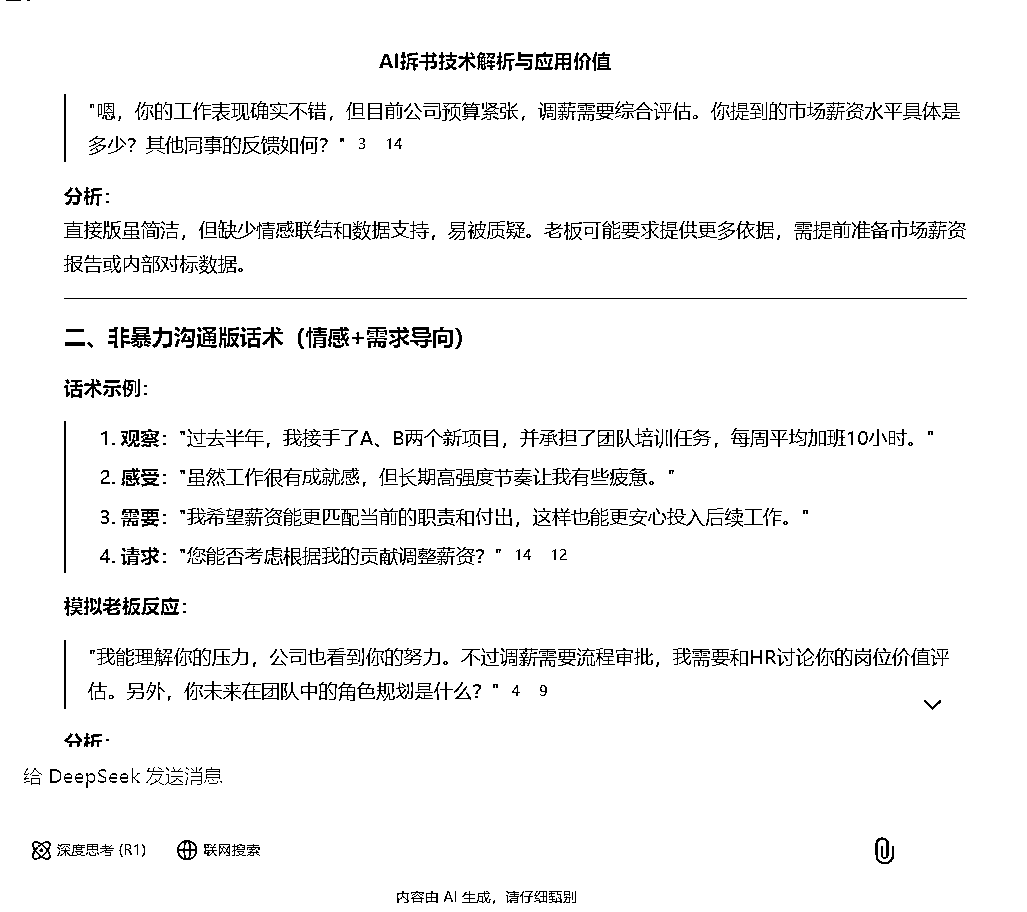 AI拆书技术解析与应用价值
"嗯，你的工作表现确实不错，但目前公司预算紧张，调薪需要综合评估。你提到的市场薪资水平具体是
多少？其他同事的反馈如何？" 3 14
分析：
直接版虽简洁，但缺少情感联结和数据支持，易被质疑。老板可能要求提供更多依据，需提前准备市场薪资
报告或内部对标数据。
二、非暴力沟通版话术（情感+需求导向）
话术示例：
1. 观察："过去半年，我接手了A、B两个新项目，并承担了团队培训任务，每周平均加班10小时。"
2. 感受："虽然工作很有成就感，但长期高强度节奏让我有些疲惫。"
3. 需要："我希望薪资能更匹配当前的职责和付出，这样也能更安心投入后续工作。"
4. 请求："您能否考虑根据我的贡献调整薪资？" 14 12
模拟老板反应：
"我能理解你的压力，公司也看到你的努力。不过调薪需要流程审批，我需要和HR讨论你的岗位价值评
估。另外，你未来在团队中的角色规划是什么？" 4 9
分析：
给 DeepSeek 发送消息
深度思考 (R1) 联网搜索
内容由 AI 生成，请仔细甄别